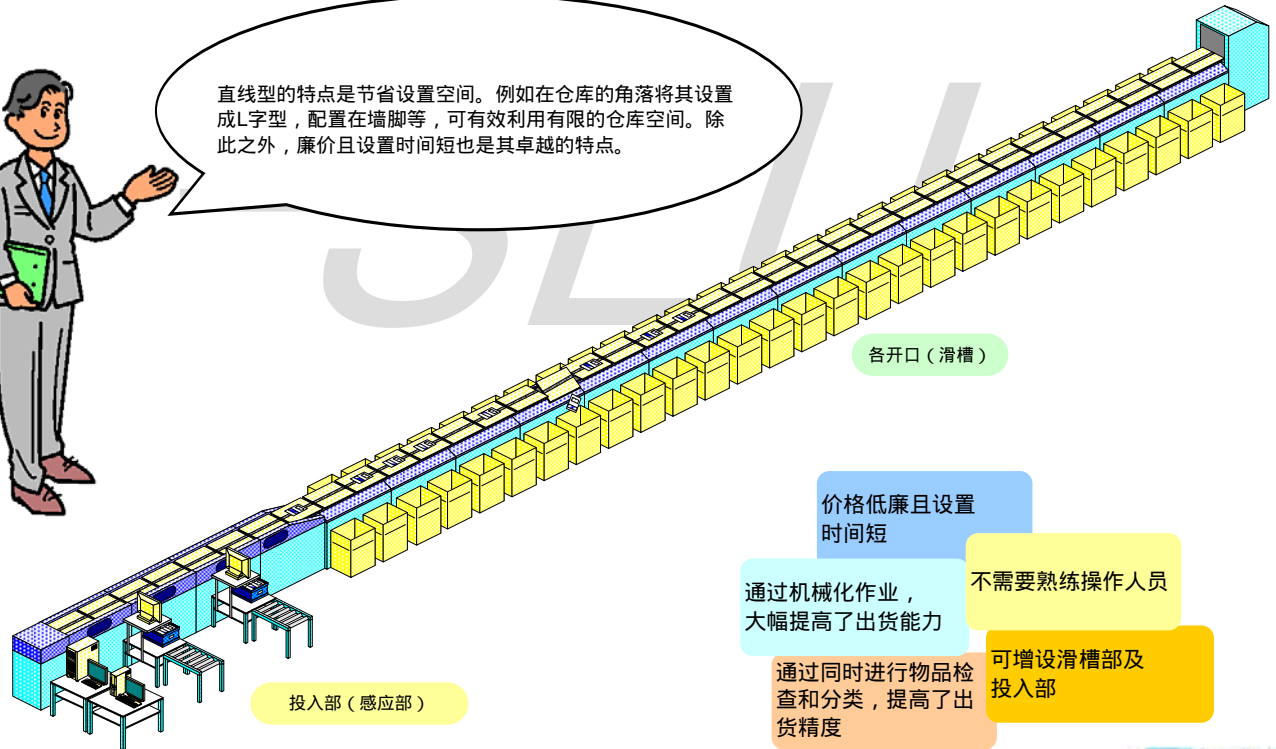 直线型的特点是节省设置空间。例如在仓库的角落将其设置
成L字型，配置在墙脚等，可有效利用有限的仓库空间。除
此之外，廉价且设置时间短也是其卓越的特点。
各开口（滑槽）
价格低廉且设置
时间短
不需要熟练操作人员
通过机械化作业，
大幅提高了出货能力
可增设滑槽部及
投入部
通过同时进行物品检
查和分类，提高了出
货精度
投入部（感应部）